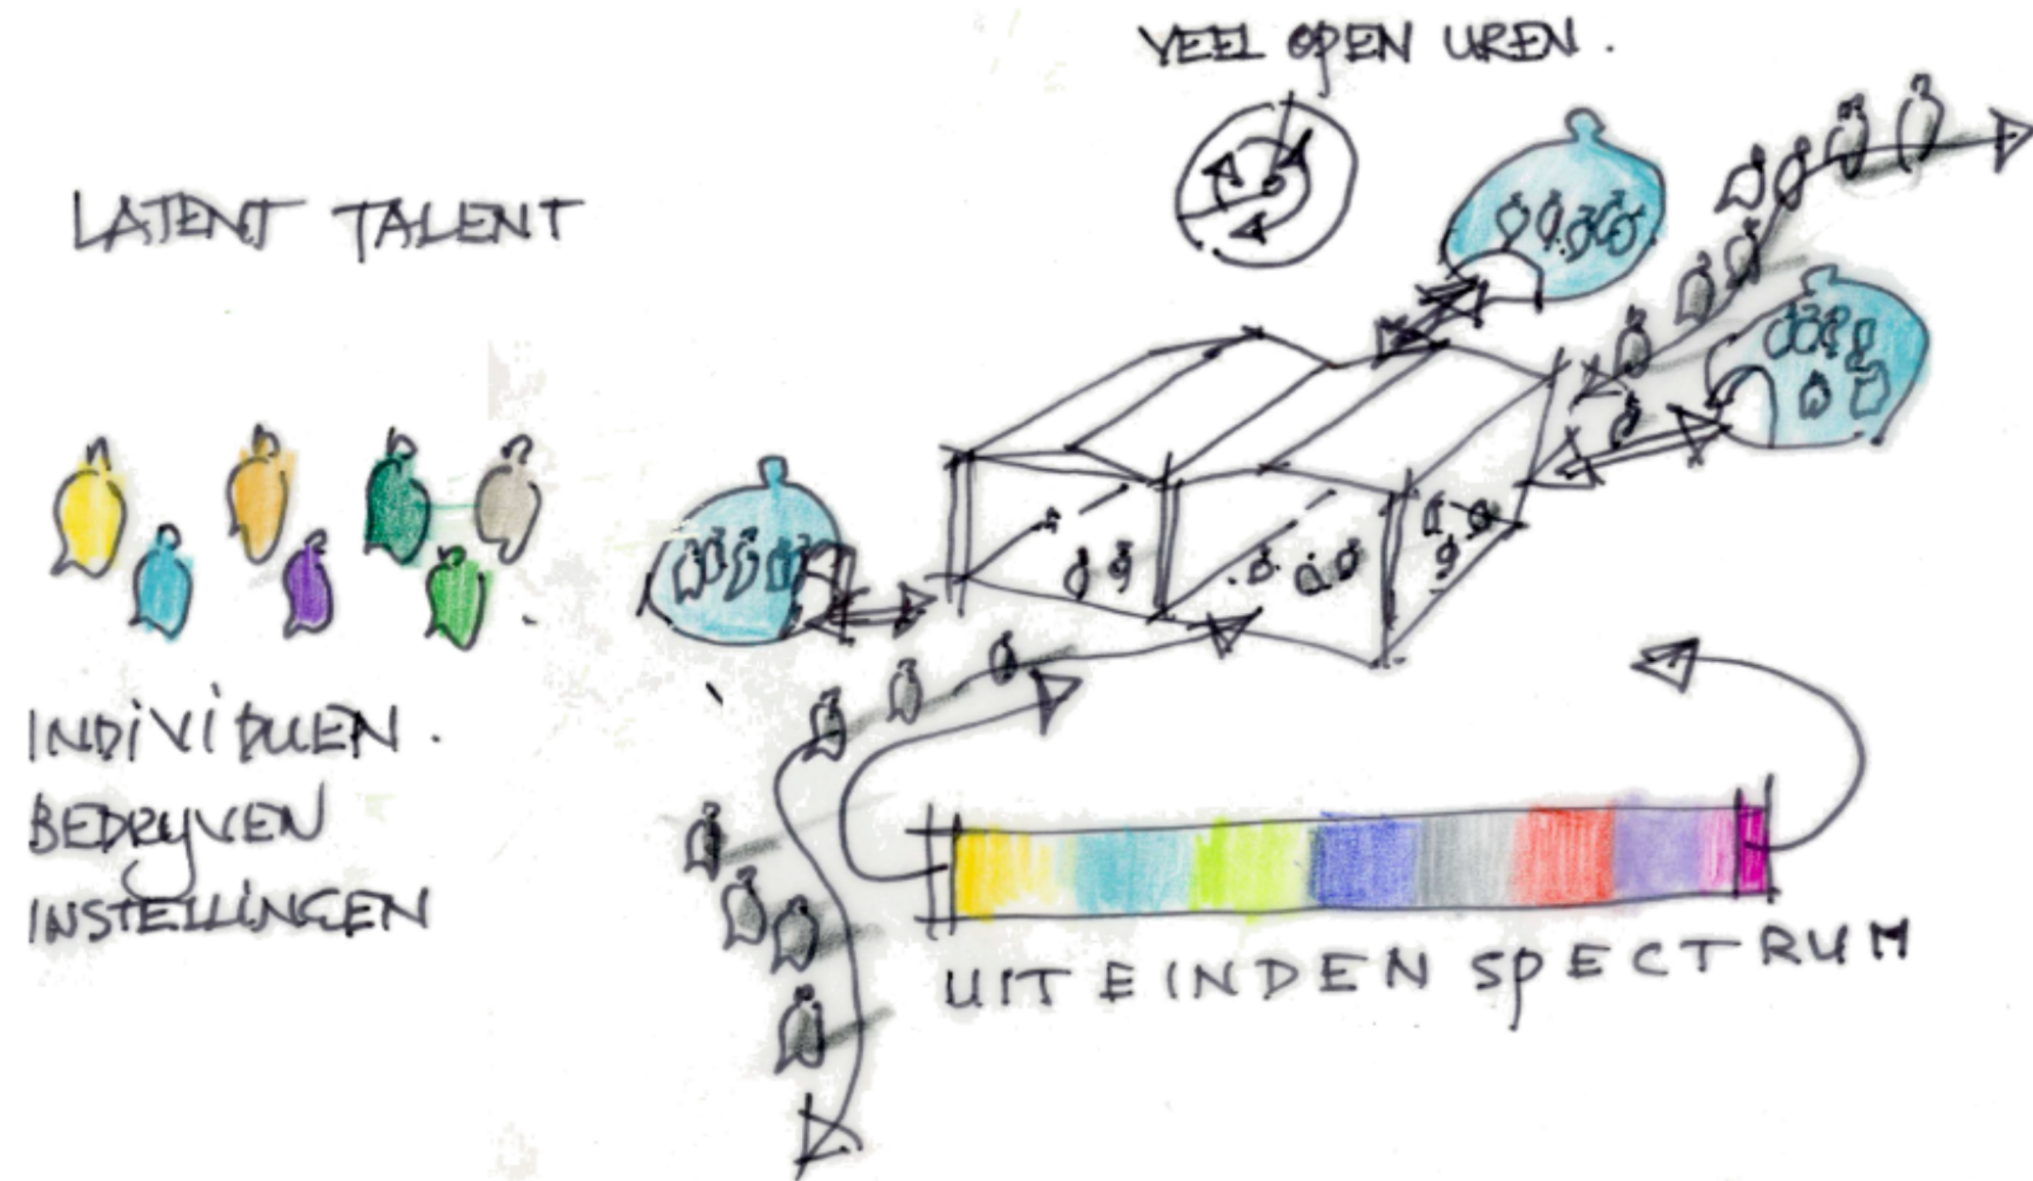 VEEL OPEN UREN.
LATENT TALENT
INDIVIDUEN.
BEDRYVEN
INSTELLINGEN
UITEINDEN SPECTRUM